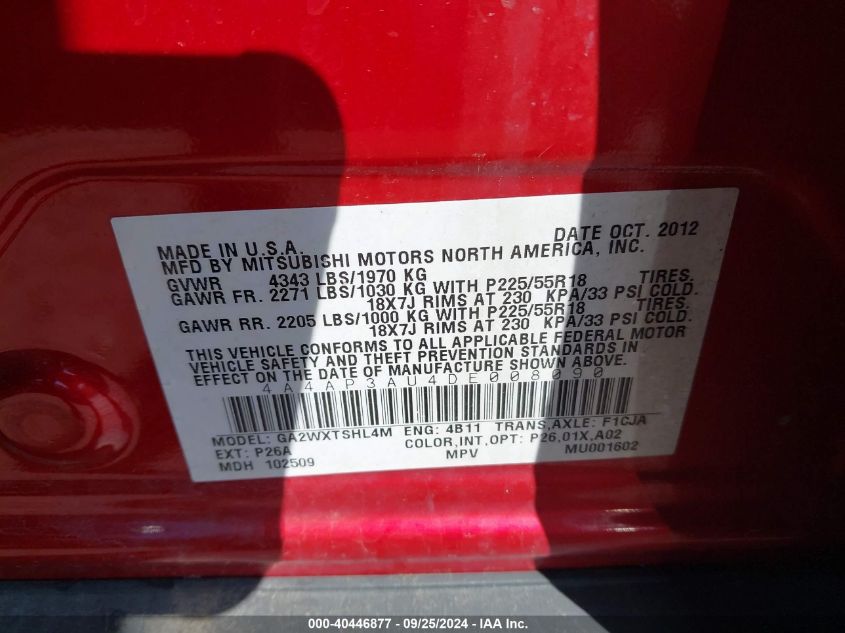 MADE IN U.S.A. DATE OCT. 2012
MFD BY MITSUBISHI MOTORS NORTH AMERICA, INC.
GVWR 4343 LBS/1970 KG
GAWR FR. 2271 LBS/1030 KG WITH P225/55R18 TIRES.
18X7J RIMS AT 230 KPA/33 PSI COLD.
GAWR RR. 2205 LBS/1000 KG WITH P225/55R18 TIRES.
18X7J RIMS AT 230 KPA/33 PSI COLD.
THIS VEHICLE CONFORMS TO ALL APPLICABLE FEDERAL MOTOR
VEHICLE SAFETY AND THEFT PREVENTION STANDARDS IN
EFFECT ON THE DATE OF MANUFACTURE SHOWN ABOVE.
4A4AP3AU4DE008090
MODEL: GA2WXTSHL4M ENG: 4B11 TRANS,AXLE: F1CJA
EXT: P26A COLOR,INT,OPT: P26,01X,A02
MDH 102509 MPV MU001602
000-40446877 - 09/25/2024 - IAA Inc.